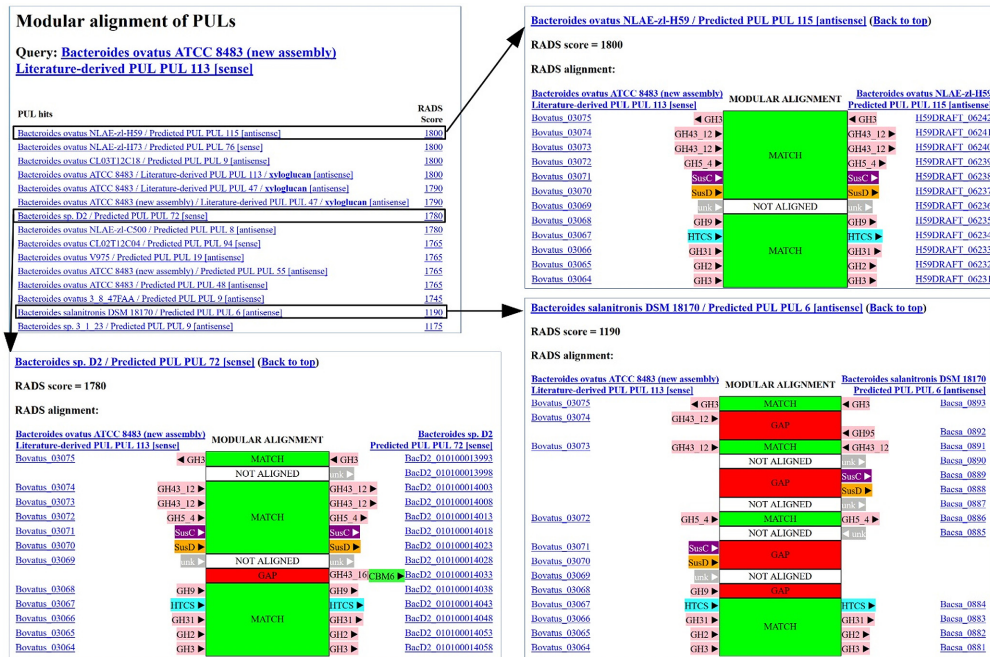 Modular alignment of PULs
Query: Bacteroides ovatus ATCC 8483 (new assembly)
Literature-derived PUL PUL 113 [sense]
PUL hits RADS Score
Bacteroides ovatus NLAE-zl-H59 / Predicted PUL PUL 115 [antisense] 1800
Bacteroides ovatus NLAE-zl-H73 / Predicted PUL PUL 76 [sense] 1800
Bacteroides ovatus CL03T12C18 / Predicted PUL PUL 9 [antisense] 1800
Bacteroides ovatus ATCC 8483 / Literature-derived PUL PUL 113 / xyloglucan [antisense] 1800
Bacteroides ovatus ATCC 8483 / Literature-derived PUL PUL 47 / xyloglucan [antisense] 1790
Bacteroides ovatus ATCC 8483 (new assembly) / Literature-derived PUL PUL 47 / xyloglucan [antisense] 1790
Bacteroides sp. D2 / Predicted PUL PUL 72 [sense] 1780
Bacteroides ovatus NLAE-zl-C500 / Predicted PUL PUL 8 [antisense] 1780
Bacteroides ovatus CL02T12C04 / Predicted PUL PUL 94 [sense] 1765
Bacteroides ovatus V975 / Predicted PUL PUL 19 [antisense] 1765
Bacteroides ovatus ATCC 8483 (new assembly) / Predicted PUL PUL 55 [antisense] 1765
Bacteroides ovatus ATCC 8483 / Predicted PUL PUL 48 [antisense] 1765
Bacteroides ovatus 3_8_47FAA / Predicted PUL PUL 9 [antisense] 1745
Bacteroides salanitronis DSM 18170 / Predicted PUL PUL 6 [antisense] 1190
Bacteroides sp. 3_1_23 / Predicted PUL PUL 9 [antisense] 1175
Bacteroides ovatus NLAE-zl-H59 / Predicted PUL PUL 115 [antisense] (Back to top)
RADS score = 1800
RADS alignment:
Bacteroides ovatus ATCC 8483 (new assembly) MODULAR ALIGNMENT Bacteroides ovatus NLAE-zl-H59
Literature-derived PUL PUL 113 [sense] Predicted PUL PUL 115 [antisense]
Bovatus_03075 ◀ GH3 ◀ GH3 H59DRAFT_06242
Bovatus_03074 GH43_12 ▶ GH43_12 ▶ H59DRAFT_06241
Bovatus_03073 GH43_12 ▶ GH43_12 ▶ H59DRAFT_06240
Bovatus_03072 GH5_4 ▶ MATCH GH5_4 ▶ H59DRAFT_06239
Bovatus_03071 SusC ▶ SusC ▶ H59DRAFT_06238
Bovatus_03070 SusD ▶ SusD ▶ H59DRAFT_06237
Bovatus_03069 unk ▶ NOT ALIGNED unk ▶ H59DRAFT_06236
Bovatus_03068 GH9 ▶ GH9 ▶ H59DRAFT_06235
Bovatus_03067 HTCS ▶ HTCS ▶ H59DRAFT_06234
Bovatus_03066 GH31 ▶ MATCH GH31 ▶ H59DRAFT_06233
Bovatus_03065 GH2 ▶ GH2 ▶ H59DRAFT_06232
Bovatus_03064 GH3 ▶ GH3 ▶ H59DRAFT_06231
Bacteroides sp. D2 / Predicted PUL PUL 72 [sense] (Back to top)
RADS score = 1780
RADS alignment:
Bacteroides ovatus ATCC 8483 (new assembly) MODULAR ALIGNMENT Bacteroides sp. D2
Literature-derived PUL PUL 113 [sense] Predicted PUL PUL 72 [sense]
Bovatus_03075 ◀ GH3 MATCH ◀ GH3 BacD2_010100013993
NOT ALIGNED unk ▶ BacD2_010100013998
Bovatus_03074 GH43_12 ▶ GH43_12 ▶ BacD2_010100014003
Bovatus_03073 GH43_12 ▶ GH43_12 ▶ BacD2_010100014008
Bovatus_03072 GH5_4 ▶ MATCH GH5_4 ▶ BacD2_010100014013
Bovatus_03071 SusC ▶ SusC ▶ BacD2_010100014018
Bovatus_03070 SusD ▶ SusD ▶ BacD2_010100014023
Bovatus_03069 unk ▶ NOT ALIGNED unk ▶ BacD2_010100014028
GAP GH43_16 CBM6 ▶ BacD2_010100014033
Bovatus_03068 GH9 ▶ GH9 ▶ BacD2_010100014038
Bovatus_03067 HTCS ▶ HTCS ▶ BacD2_010100014043
Bovatus_03066 GH31 ▶ MATCH GH31 ▶ BacD2_010100014048
Bovatus_03065 GH2 ▶ GH2 ▶ BacD2_010100014053
Bovatus_03064 GH3 ▶ GH3 ▶ BacD2_010100014058
Bacteroides salanitronis DSM 18170 / Predicted PUL PUL 6 [antisense] (Back to top)
RADS score = 1190
RADS alignment:
Bacteroides ovatus ATCC 8483 (new assembly) MODULAR ALIGNMENT Bacteroides salanitronis DSM 18170
Literature-derived PUL PUL 113 [sense] Predicted PUL PUL 6 [antisense]
Bovatus_03075 ◀ GH3 MATCH ◀ GH3 Bacsa_0893
Bovatus_03074 GH43_12 ▶ GAP
◀ GH95 Bacsa_0892
Bovatus_03073 GH43_12 ▶ MATCH ◀ GH43_12 Bacsa_0891
NOT ALIGNED unk ▶ Bacsa_0890
GAP SusC ▶ Bacsa_0889
SusD ▶ Bacsa_0888
NOT ALIGNED unk ▶ Bacsa_0887
Bovatus_03072 GH5_4 ▶ MATCH GH5_4 ▶ Bacsa_0886
NOT ALIGNED ◀ unk Bacsa_0885
Bovatus_03071 SusC ▶ GAP
Bovatus_03070 SusD ▶
Bovatus_03069 unk ▶ NOT ALIGNED
Bovatus_03068 GH9 ▶ GAP
Bovatus_03067 HTCS ▶ HTCS ▶ Bacsa_0884
Bovatus_03066 GH31 ▶ MATCH GH31 ▶ Bacsa_0883
Bovatus_03065 GH2 ▶ GH2 ▶ Bacsa_0882
Bovatus_03064 GH3 ▶ GH3 ▶ Bacsa_0881